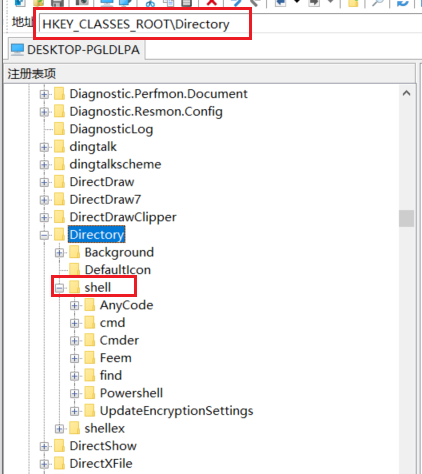 地址
HKEY_CLASSES_ROOT\Directory
DESKTOP-PGLDLPA
注册表项
Diagnostic.Perfmon.Document
Diagnostic.Resmon.Config
DiagnosticLog
dingtalk
dingtalkscheme
DirectDraw
DirectDraw7
DirectDrawClipper
Directory
Background
DefaultIcon
shell
AnyCode
cmd
Cmder
Feem
find
Powershell
UpdateEncryptionSettings
shellex
DirectShow
DirectXFile